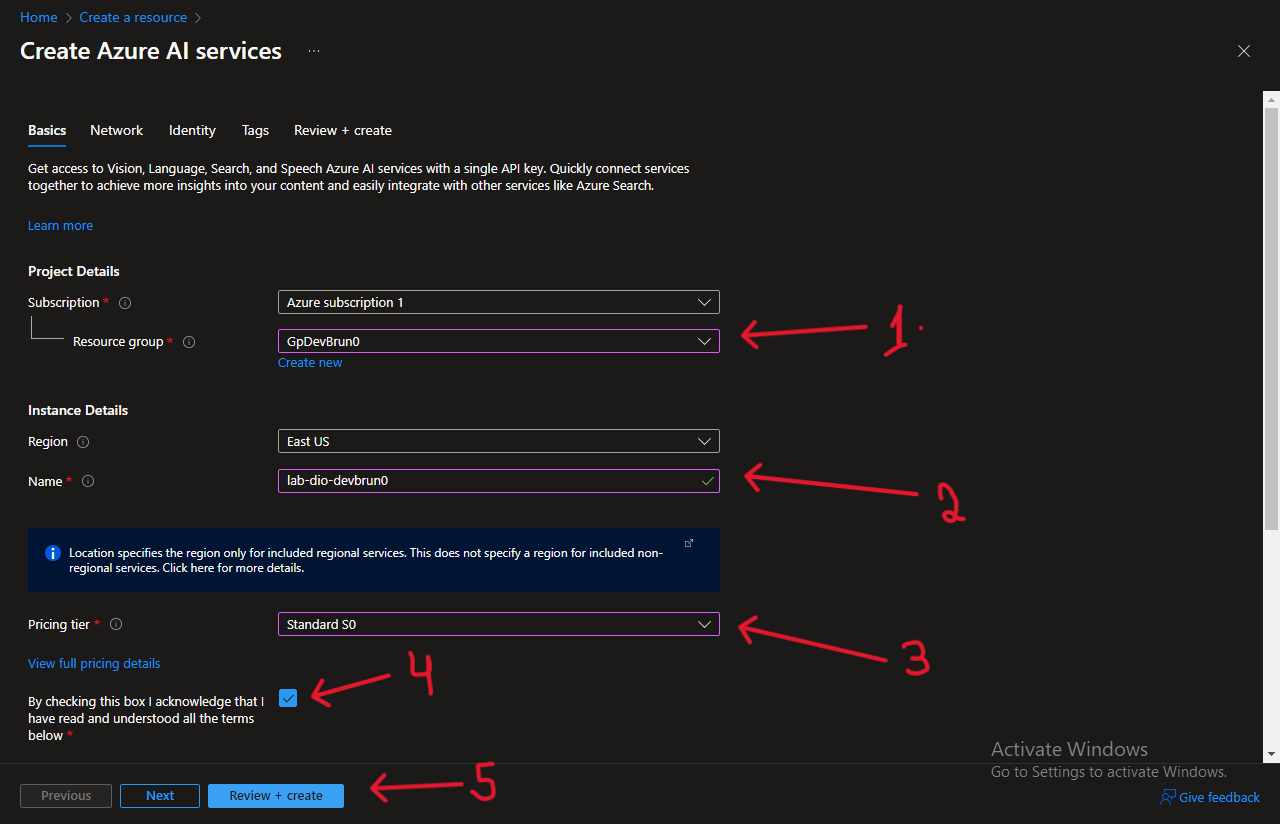 Home > Create a resource >
Create Azure AI services ...
Basics Network Identity Tags Review + create
Get access to Vision, Language, Search, and Speech Azure AI services with a single API key. Quickly connect services
together to achieve more insights into your content and easily integrate with other services like Azure Search.
Learn more
Project Details
Subscription * Azure subscription 1
Resource group * GpDevBrun0
1.
Create new
Instance Details
Region East US
Name * lab-dio-devbrun0
2
Location specifies the region only for included regional services. This does not specify a region for included non-
regional services. Click here for more details.
Pricing tier * Standard S0
3
View full pricing details
4
By checking this box I acknowledge that I
have read and understood all the terms
below *
Activate Windows
Go to Settings to activate Windows.
Previous Next Review + create
5
Give feedback